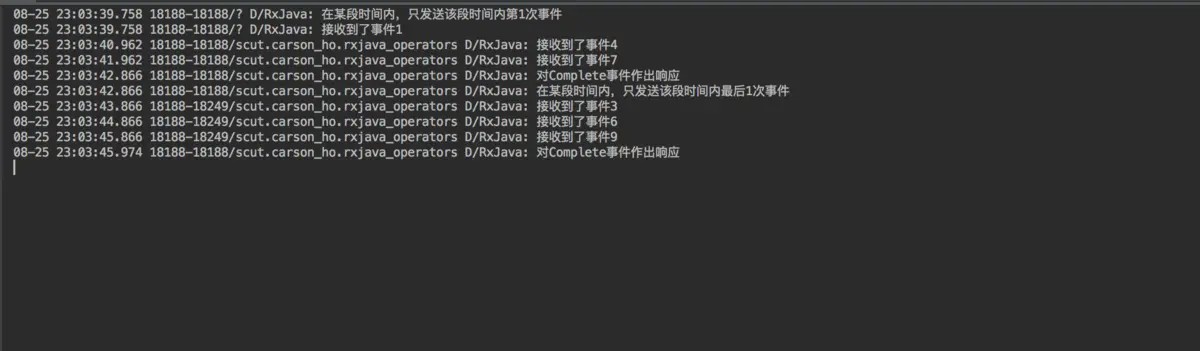 08-25 23:03:39.758 18188-18188/? D/RxJava: 在某段时间内，只发送该段时间内第1次事件
08-25 23:03:39.758 18188-18188/? D/RxJava: 接收到了事件1
08-25 23:03:40.962 18188-18188/scut.carson_ho.rxjava_operators D/RxJava: 接收到了事件4
08-25 23:03:41.962 18188-18188/scut.carson_ho.rxjava_operators D/RxJava: 接收到了事件7
08-25 23:03:42.866 18188-18188/scut.carson_ho.rxjava_operators D/RxJava: 对Complete事件作出响应
08-25 23:03:42.866 18188-18188/scut.carson_ho.rxjava_operators D/RxJava: 在某段时间内，只发送该段时间内最后1次事件
08-25 23:03:43.866 18188-18249/scut.carson_ho.rxjava_operators D/RxJava: 接收到了事件3
08-25 23:03:44.866 18188-18249/scut.carson_ho.rxjava_operators D/RxJava: 接收到了事件6
08-25 23:03:45.866 18188-18249/scut.carson_ho.rxjava_operators D/RxJava: 接收到了事件9
08-25 23:03:45.974 18188-18188/scut.carson_ho.rxjava_operators D/RxJava: 对Complete事件作出响应